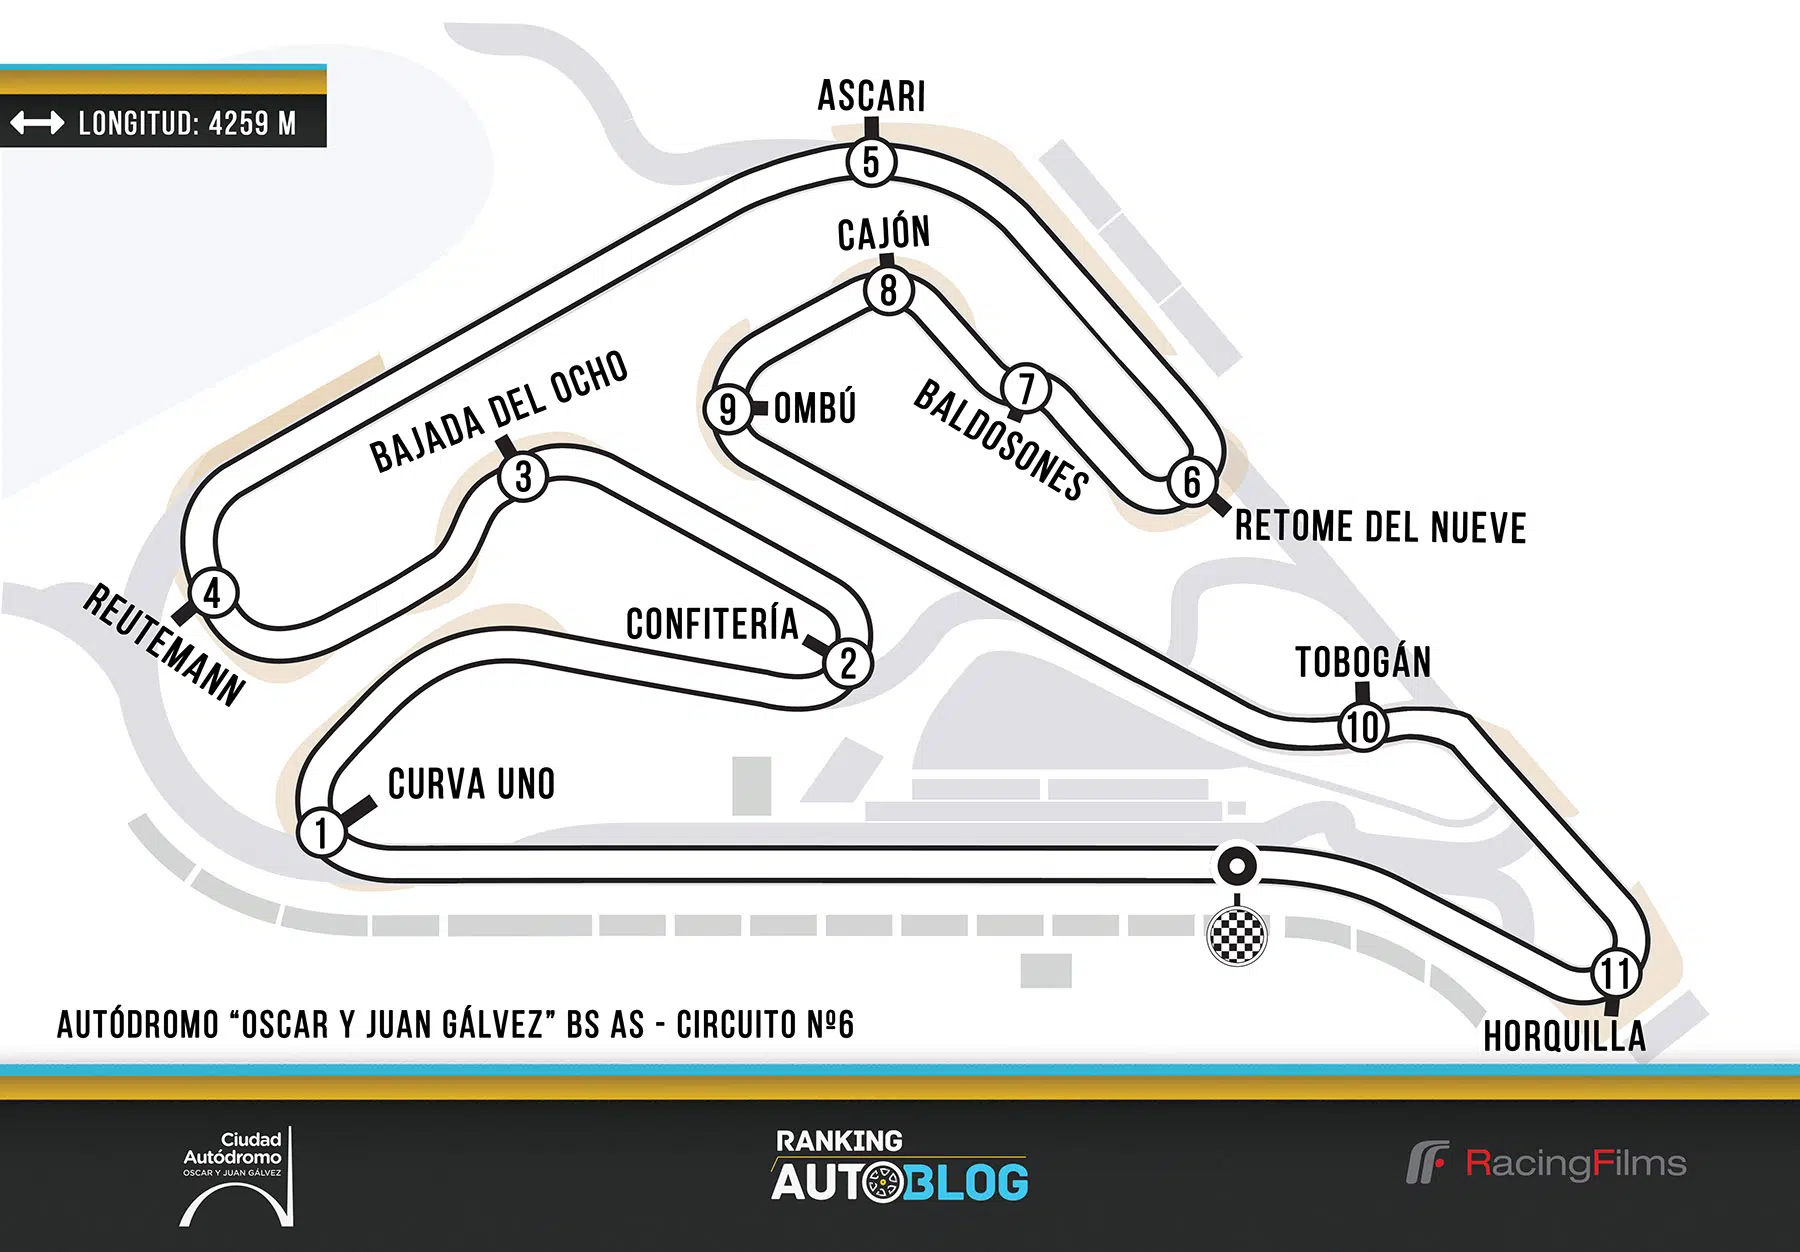 LONGITUD: 4259 M
ASCARI
5
CAJÓN
8
BAJADA DEL OCHO
3
9
OMBÚ
7
BALDOSONES
6
RETOME DEL NUEVE
4
REUTEMANN
CONFITERÍA
2
TOBOGÁN
10
CURVA UNO
1
11
HORQUILLA
AUTÓDROMO “OSCAR Y JUAN GÁLVEZ” BS AS - CIRCUITO Nº6
Ciudad
Autódromo
OSCAR Y JUAN GÁLVEZ
RANKING
AUTOBLOG
RacingFilms